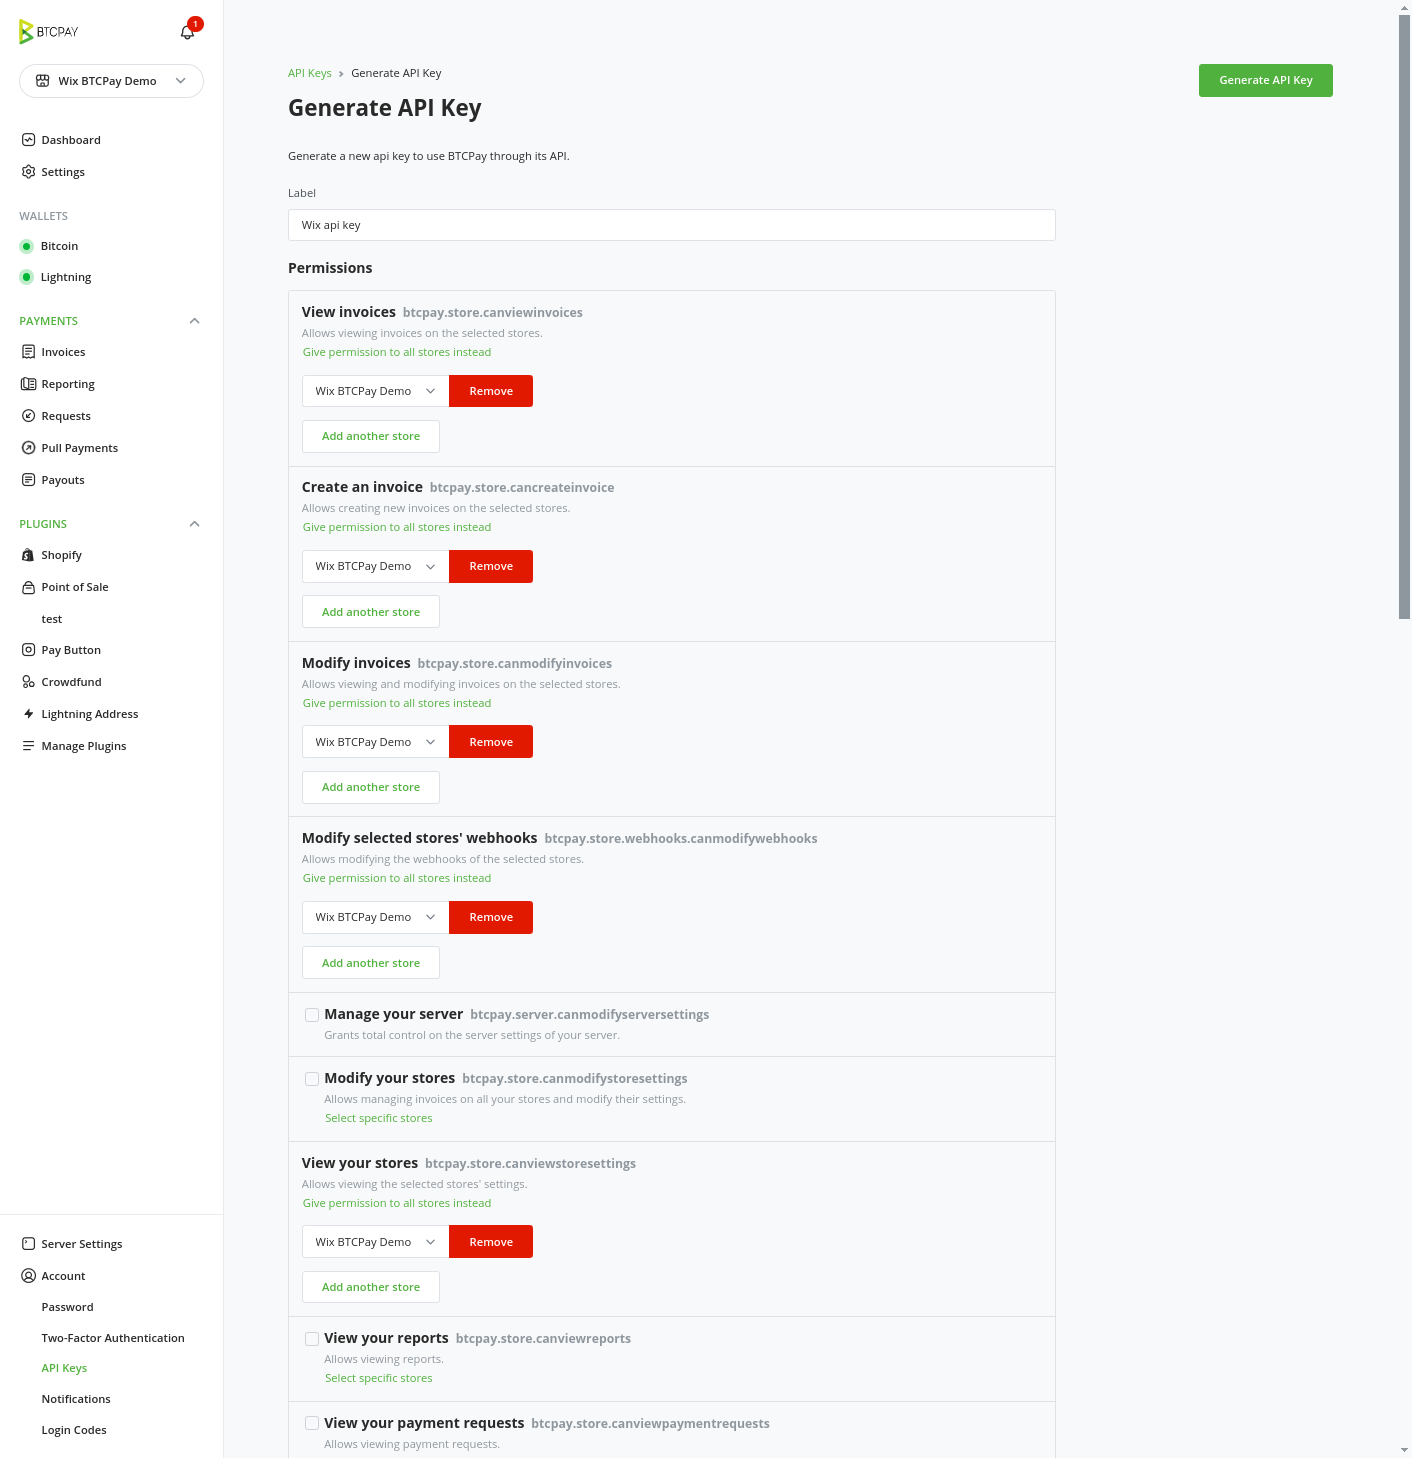 BTCPAY
1
Wix BTCPay Demo
Dashboard
Settings
WALLETS
Bitcoin
Lightning
PAYMENTS
Invoices
Reporting
Requests
Pull Payments
Payouts
PLUGINS
Shopify
Point of Sale
test
Pay Button
Crowdfund
Lightning Address
Manage Plugins
Server Settings
Account
Password
Two-Factor Authentication
API Keys
Notifications
Login Codes
API Keys > Generate API Key
Generate API Key
Generate API Key
Generate a new api key to use BTCPay through its API.
Label
Wix api key
Permissions
View invoices btcpay.store.canviewinvoices
Allows viewing invoices on the selected stores.
Give permission to all stores instead
Wix BTCPay Demo Remove
Add another store
Create an invoice btcpay.store.cancreateinvoice
Allows creating new invoices on the selected stores.
Give permission to all stores instead
Wix BTCPay Demo Remove
Add another store
Modify invoices btcpay.store.canmodifyinvoices
Allows viewing and modifying invoices on the selected stores.
Give permission to all stores instead
Wix BTCPay Demo Remove
Add another store
Modify selected stores' webhooks btcpay.store.webhooks.canmodifywebhooks
Allows modifying the webhooks of the selected stores.
Give permission to all stores instead
Wix BTCPay Demo Remove
Add another store
Manage your server btcpay.server.canmodifyserversettings
Grants total control on the server settings of your server.
Modify your stores btcpay.store.canmodifystoresettings
Allows managing invoices on all your stores and modify their settings.
Select specific stores
View your stores btcpay.store.canviewstoresettings
Allows viewing the selected stores' settings.
Give permission to all stores instead
Wix BTCPay Demo Remove
Add another store
View your reports btcpay.store.canviewreports
Allows viewing reports.
Select specific stores
View your payment requests btcpay.store.canviewpaymentrequests
Allows viewing payment requests.